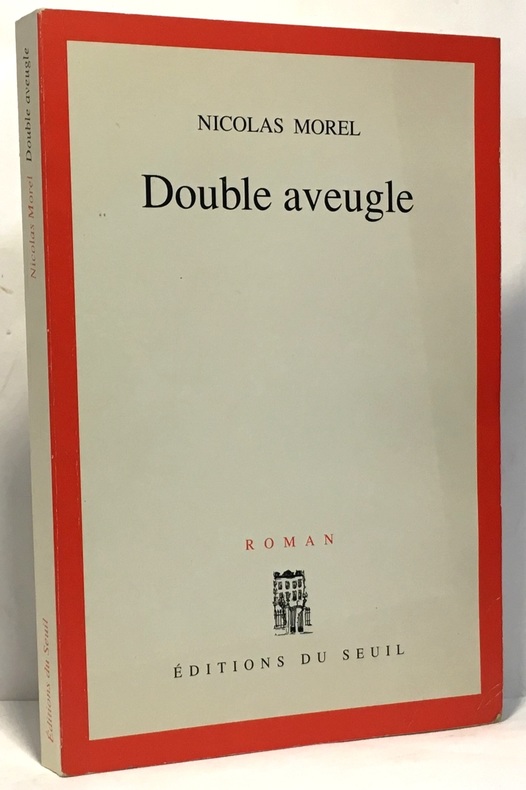 NICOLAS MOREL
Double aveugle
ROMAN
ÉDITIONS DU SEUIL
Nicolas Morel Double aveugle
Éditions du Seuil